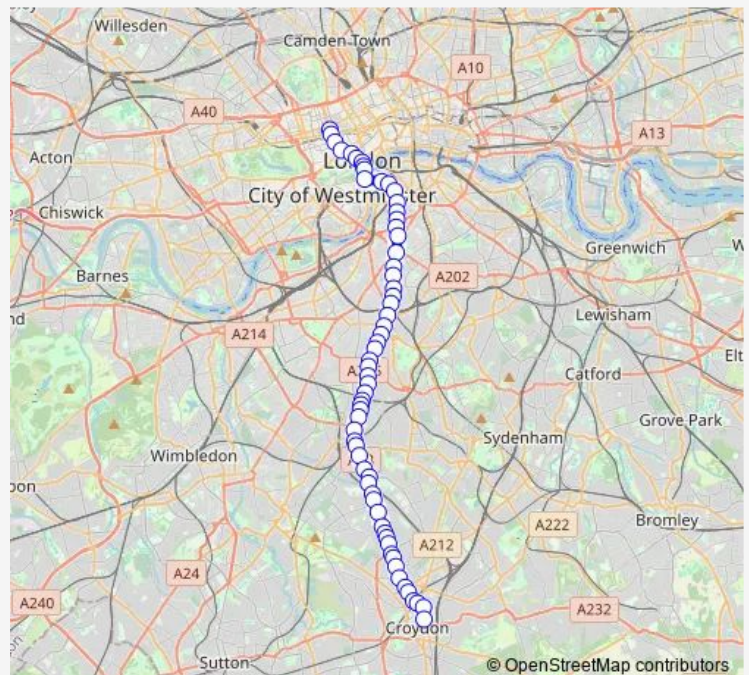 Willesden
Camden Town
A10
A40
A13
Acton
London
City of Westminster
Chiswick
Greenwich
Barnes
A202
Lewisham
A214
Catford
Elt
Grove Park
Sydenham
Wimbledon
Bromley
A222
A212
A24
A240
A232
Croydon
Sutton
© OpenStreetMap contributors